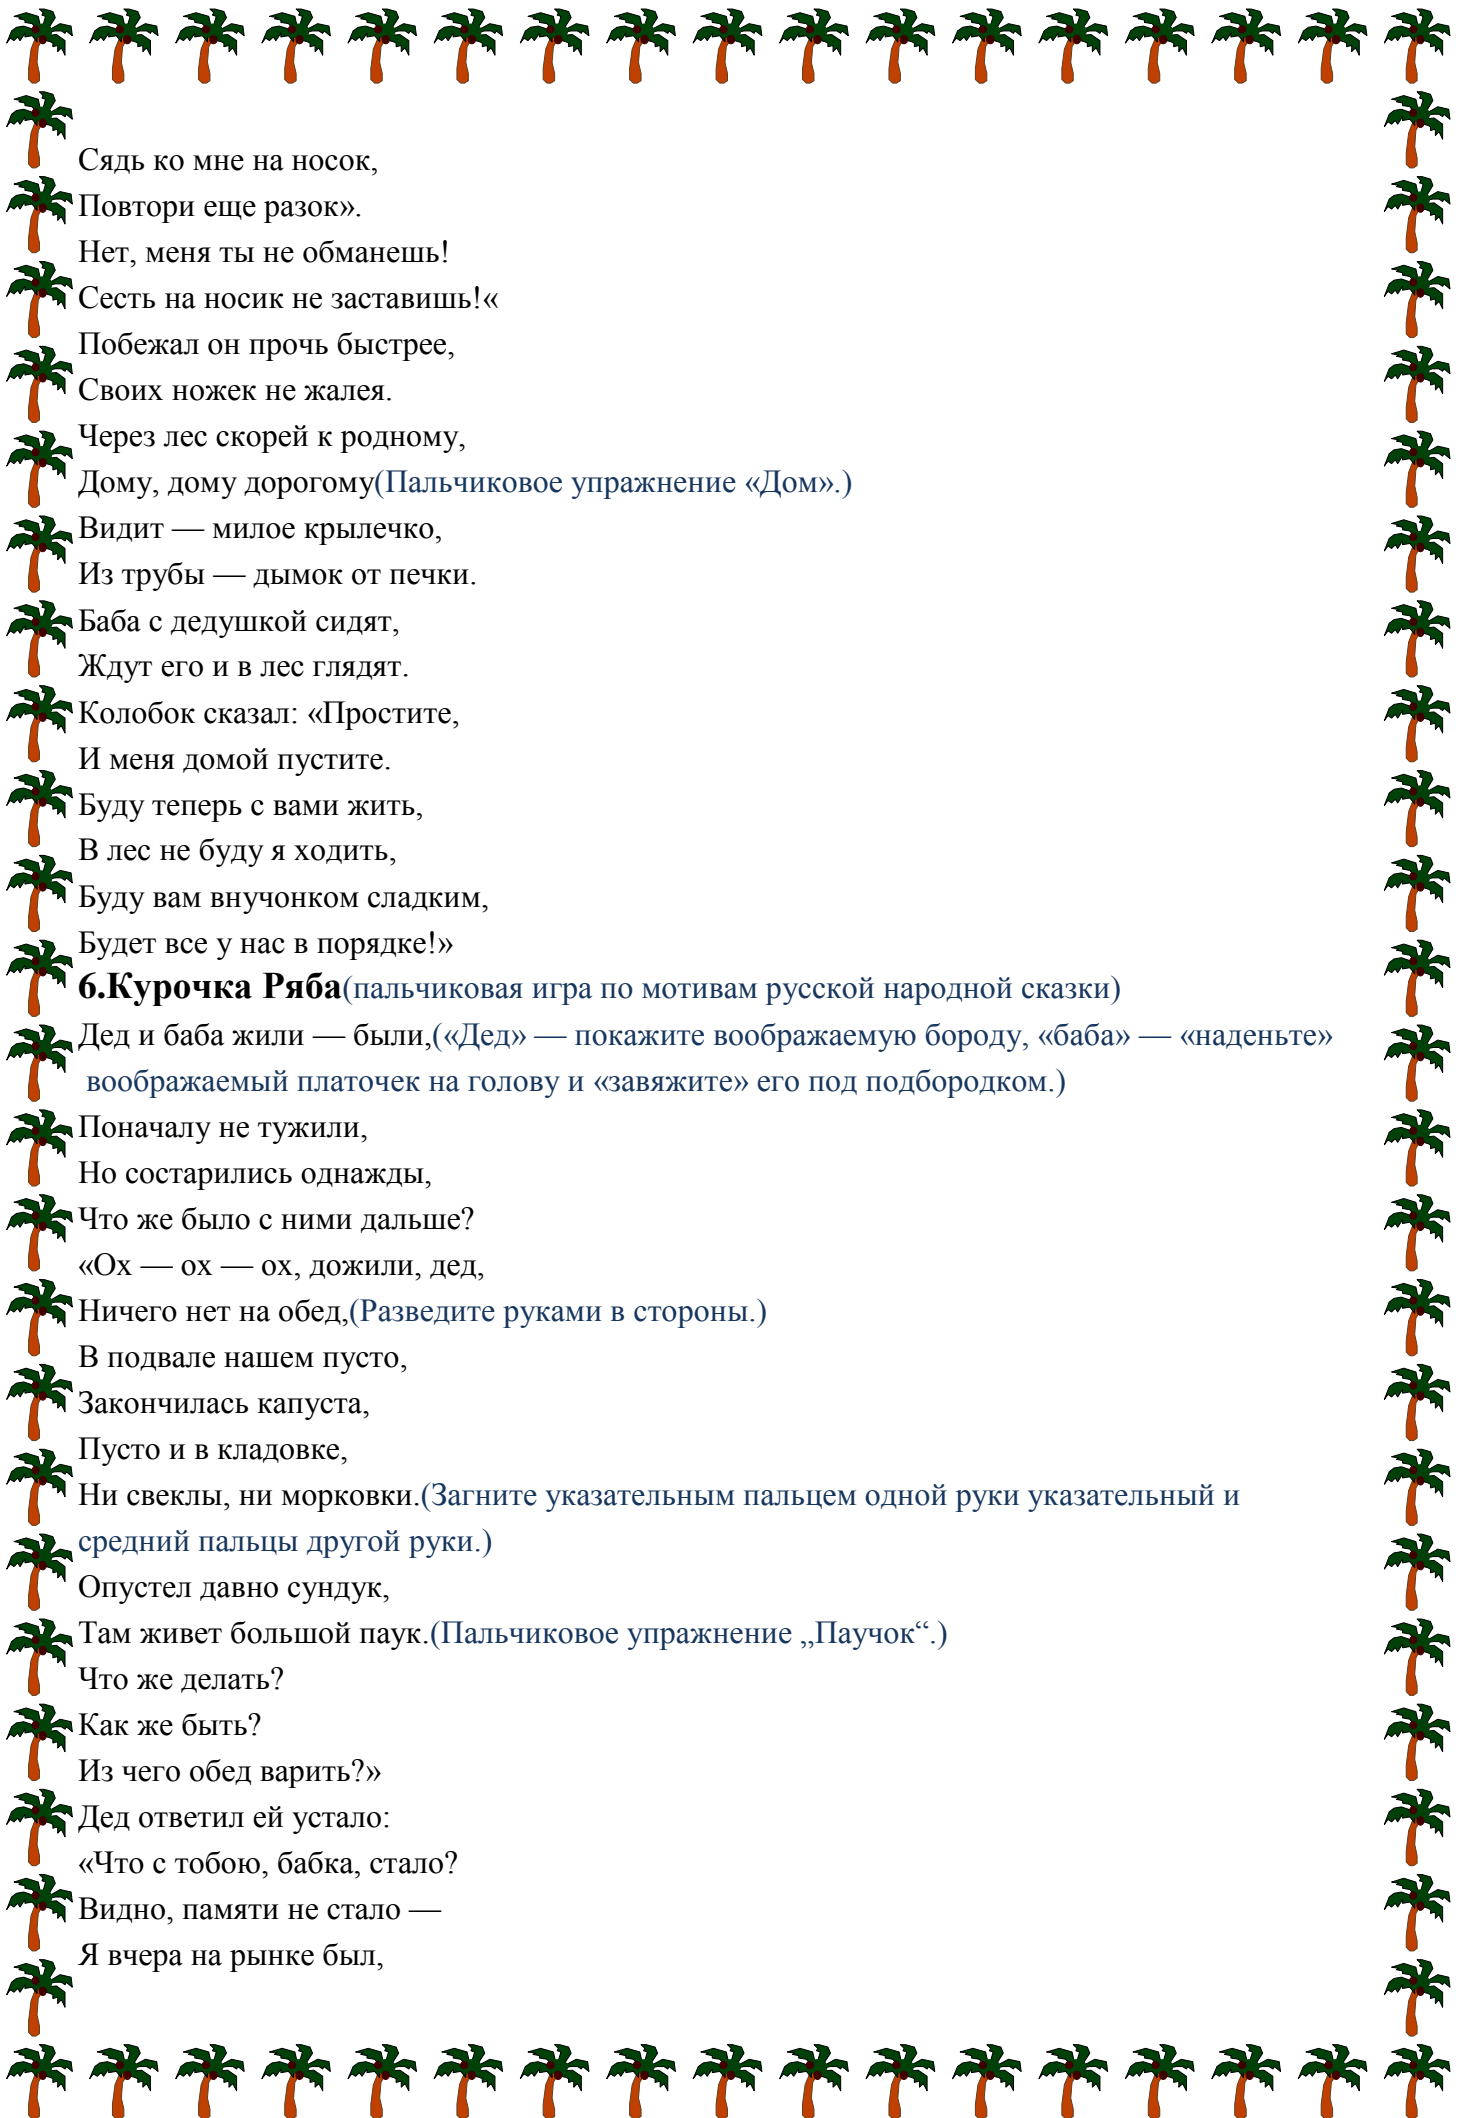 Сядь ко мне на носок,
Повтори еще разок».
Нет, меня ты не обманешь!
Сесть на носик не заставишь!«
Побежал он прочь быстрее,
Своих ножек не жалея.
Через лес скорей к родному,
Дому, дому дорогому(Пальчиковое упражнение «Дом».)
Видит — милое крылечко,
Из трубы — дымок от печки.
Баба с дедушкой сидят,
Ждут его и в лес глядят.
Колобок сказал: «Простите,
И меня домой пустите.
Буду теперь с вами жить,
В лес не буду я ходить,
Буду вам внучонком сладким,
Будет все у нас в порядке!»
6.Курочка Ряба(пальчиковая игра по мотивам русской народной сказки)
Дед и баба жили — были,(«Дед» — покажите воображаемую бороду, «баба» — «наденьте»
воображаемый платочек на голову и «завяжите» его под подбородком.)
Поначалу не тужили,
Но состарились однажды,
Что же было с ними дальше?
«Ох — ох — ох, дожили, дед,
Ничего нет на обед,(Разведите руками в стороны.)
В подвале нашем пусто,
Закончилась капуста,
Пусто и в кладовке,
Ни свеклы, ни морковки.(Загните указательным пальцем одной руки указательный и
средний пальцы другой руки.)
Опустел давно сундук,
Там живет большой паук.(Пальчиковое упражнение „Паучок“.)
Что же делать?
Как же быть?
Из чего обед варить?»
Дед ответил ей устало:
«Что с тобою, бабка, стало?
Видно, памяти не стало —
Я вчера на рынке был,